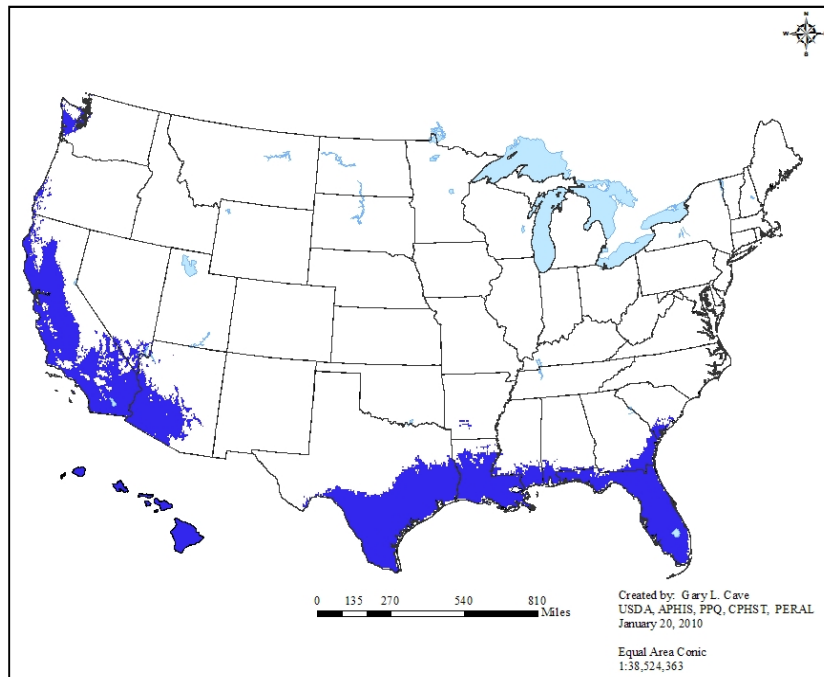 N
W E
S
0 135 270 540 810
Miles
Created by: Gary L. Cave
USDA, APHIS, PPQ, CPHST, PERAL
January 20, 2010
Equal Area Conic
1:38,524,363